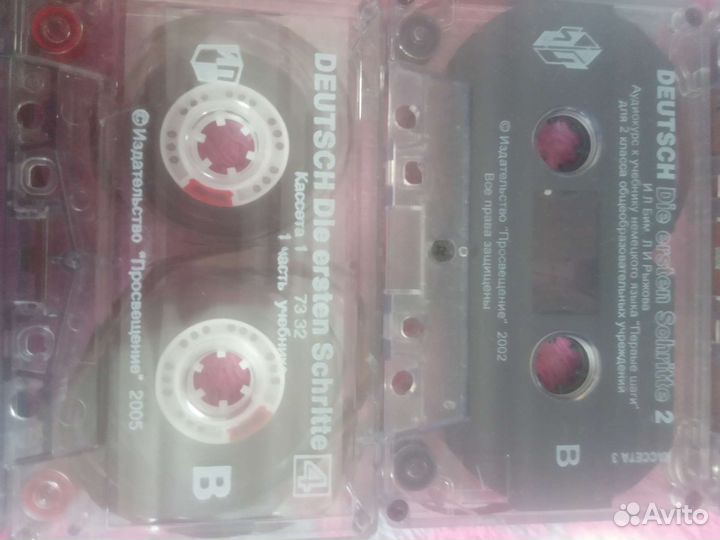 DEUTSCH Die ersten Schritte 4
Кассета 1 73 32
1 часть учебника
В
© Издательство "Просвещение" 2005
DEUTSCH Die ersten Schritte 2
И Л Бим Л И Рыжова
Аудиокурс к учебнику немецкого языка "Первые шаги"
для 2 класса общеобразовательных учреждений
© Издательство "Просвещение" 2002
Все права защищены
В
КАССЕТА 3
Avito